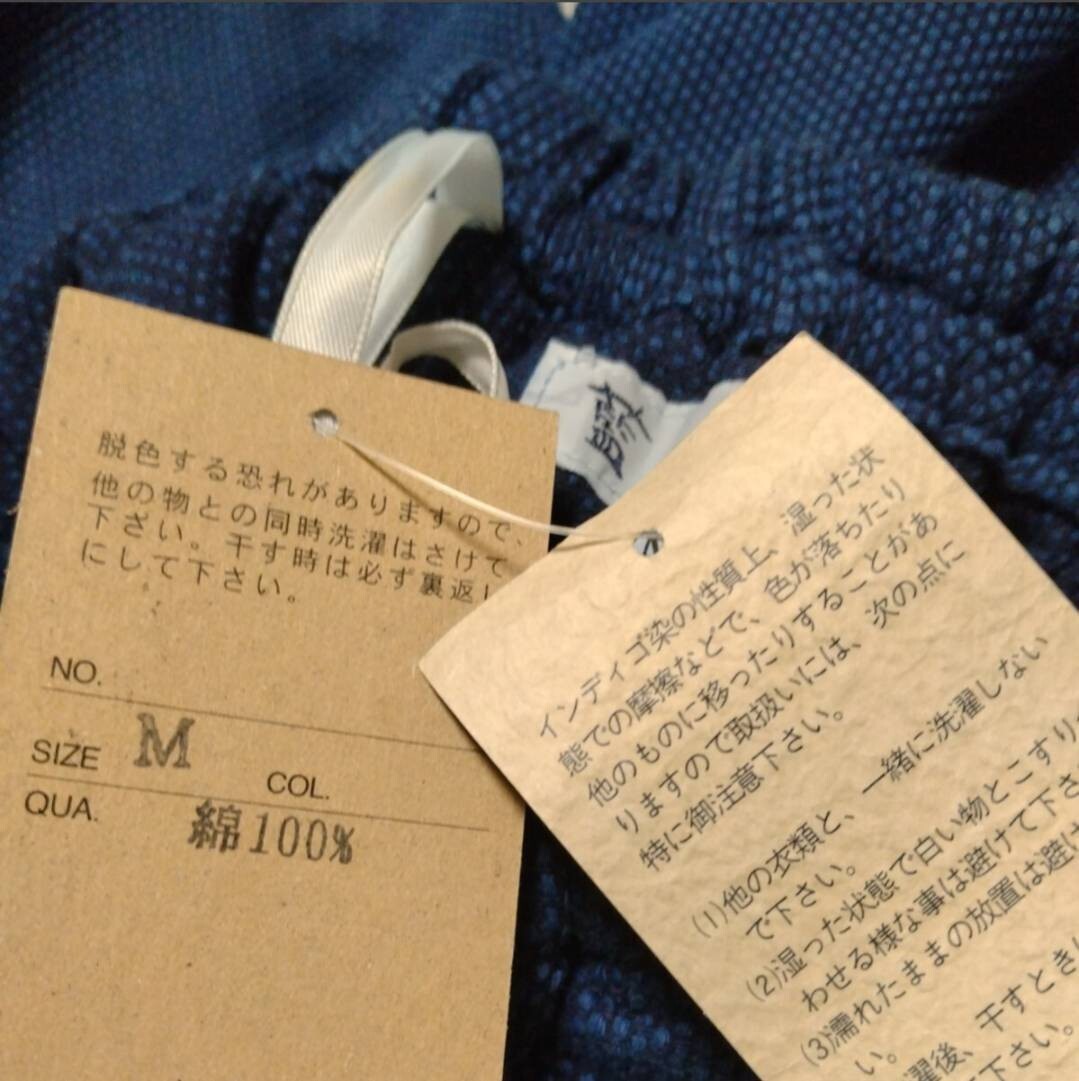 脱色する恐れがありますので、
他の物との同時洗濯はさけて
下さい。干す時は必ず裏返し
にして下さい。
NO.
SIZE M
COL.
QUA. 綿100%
インディゴ染の性質上、湿った状
態での摩擦などで、色が落ちたり
他のものに移ったりすることがあ
りますので取扱いには、次の点に
特に御注意下さい。
(1)他の衣類と、一緒に洗濯しない
で下さい。
(2)湿った状態で白い物とこすり
わせる様な事は避けて下さ
(3)濡れたままの放置は避け
い。
濯後、干すとき
下さい。